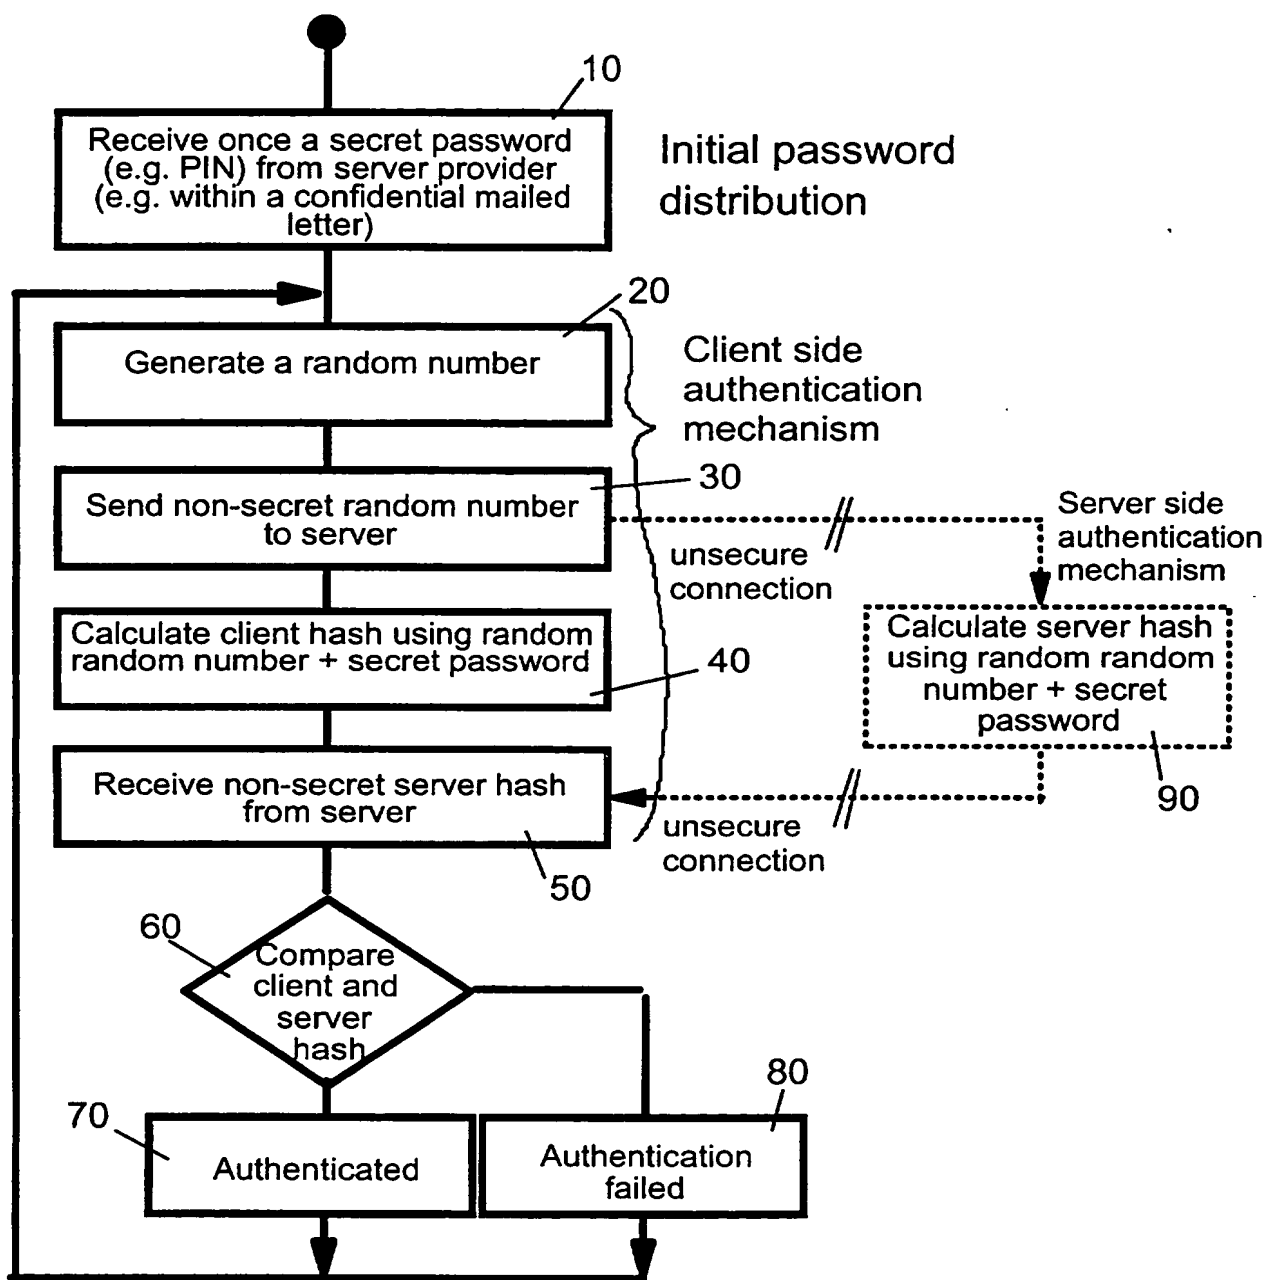 10
Receive once a secret password
(e.g. PIN) from server provider
(e.g. within a confidential mailed
letter)
Initial password
distribution
20
Generate a random number
Client side
authentication
mechanism
30
Send non-secret random number
to server
unsecure
connection
Server side
authentication
mechanism
Calculate client hash using random
random number + secret password
40
Calculate server hash
using random random
number + secret
password
90
Receive non-secret server hash
from server
unsecure
connection
50
60
Compare
client and
server
hash
70
Authenticated
80
Authentication
failed